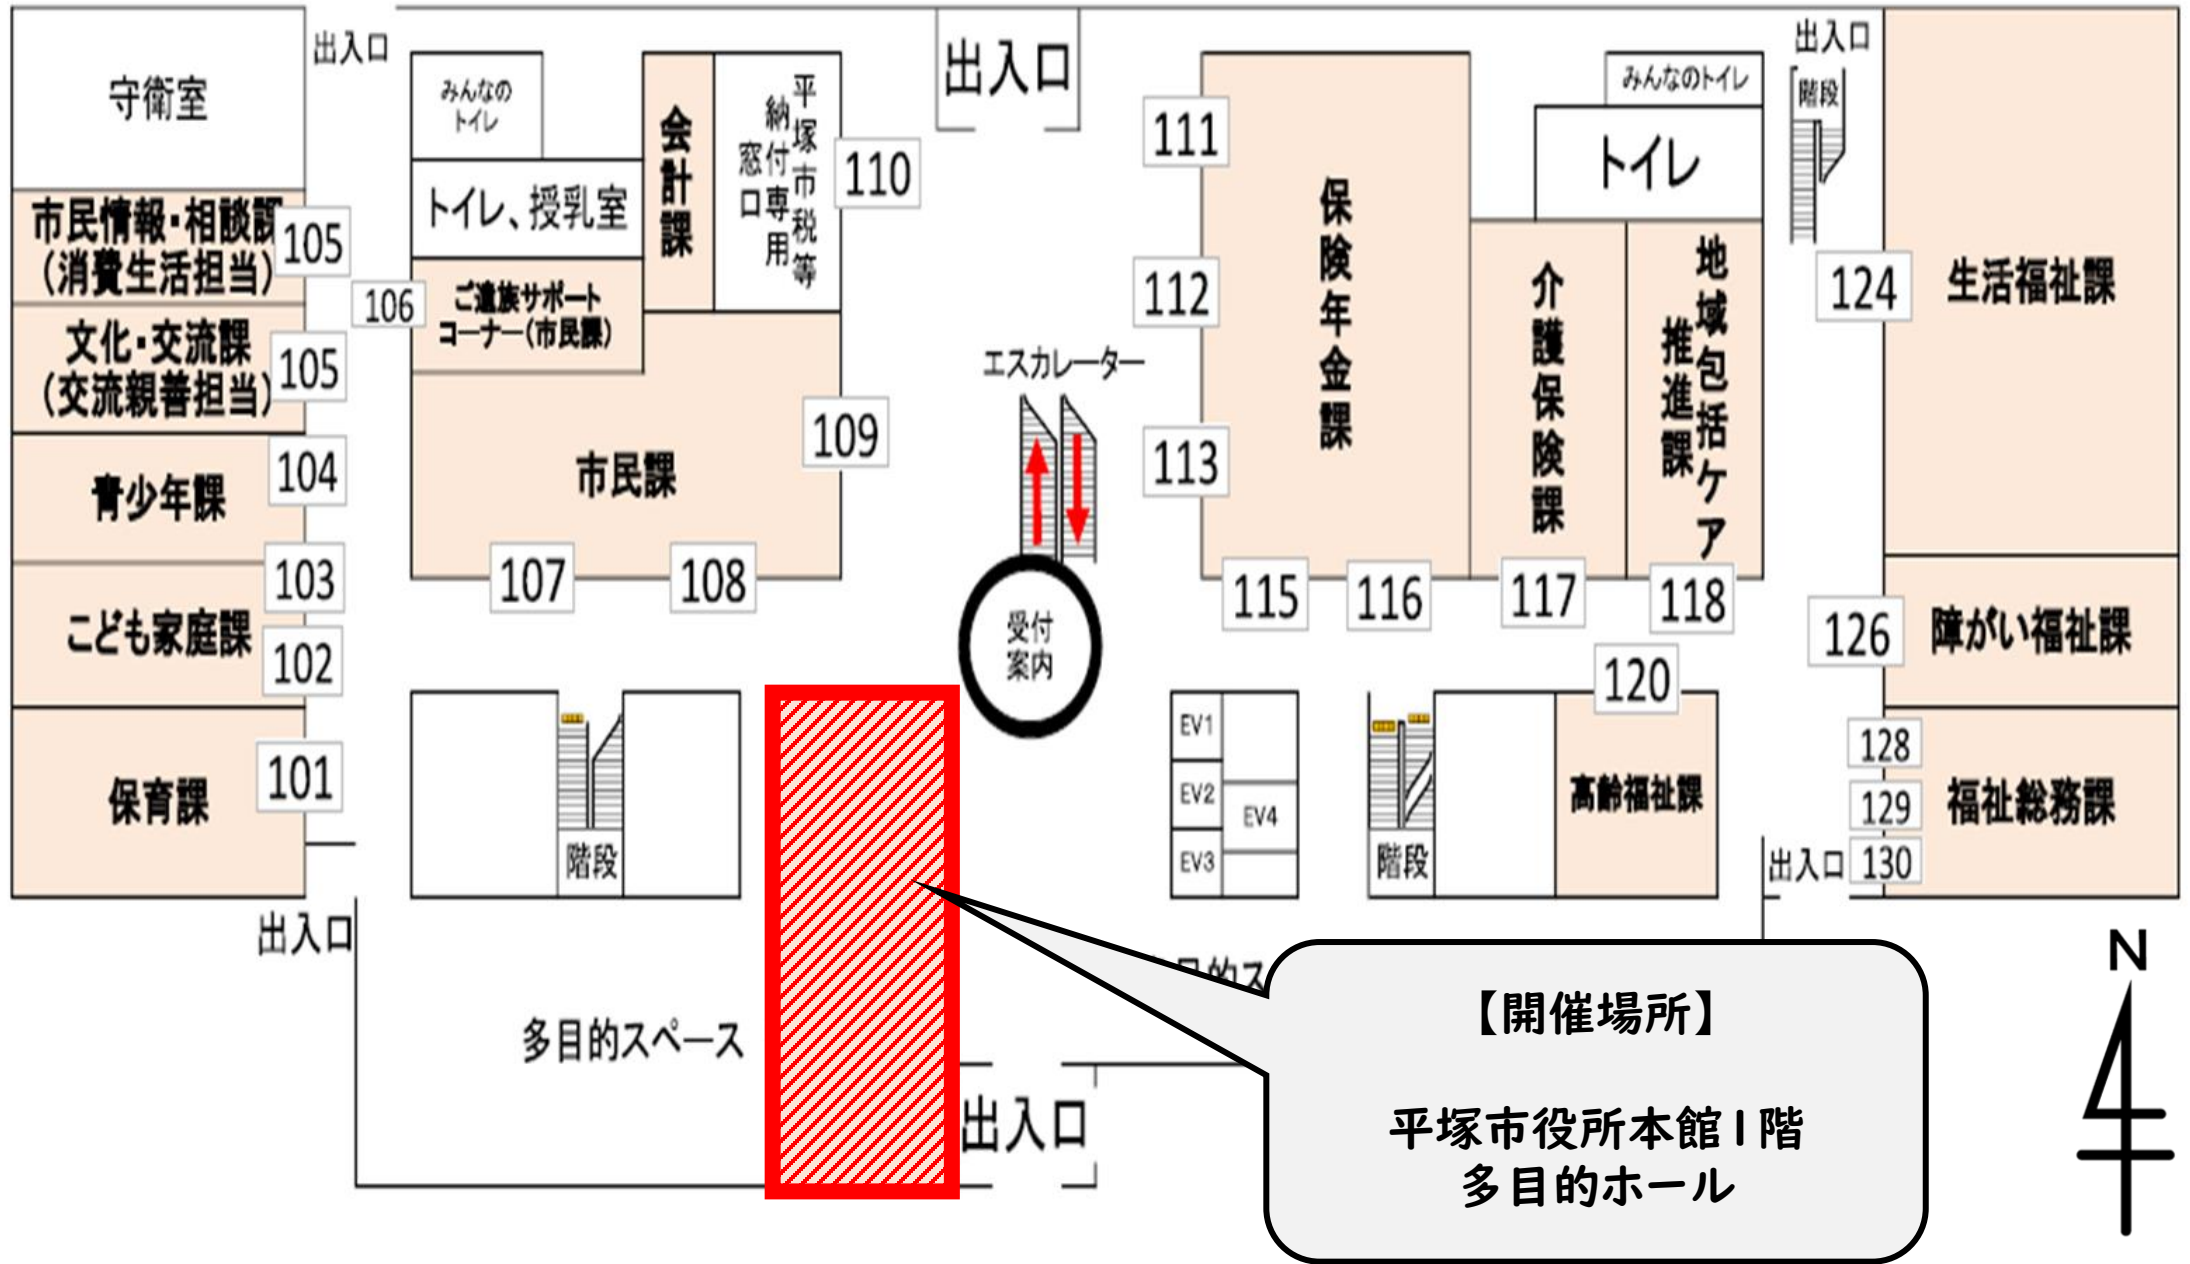 守衛室
出入口
市民情報・相談課
（消費生活担当）
105
文化・交流課
（交流親善担当）
105
青少年課
104
103
こども家庭課
102
保育課
101
出入口
みんなの
トイレ
トイレ、授乳室
106
ご遺族サポート
コーナー（市民課）
会計課
平塚市税等
納付専用
窓口
110
市民課
109
107
108
階段
多目的スペース
出入口
エスカレーター
受付
案内
出入口
111
112
113
保険年金課
115
116
みんなのトイレ
トイレ
介護保険課
117
地域包括ケア
推進課
118
出入口
階段
124
生活福祉課
126
障がい福祉課
128
129
130
福祉総務課
出入口
EV1
EV2
EV3
EV4
階段
120
高齢福祉課
目的ス
【開催場所】
平塚市役所本館1階
多目的ホール
N